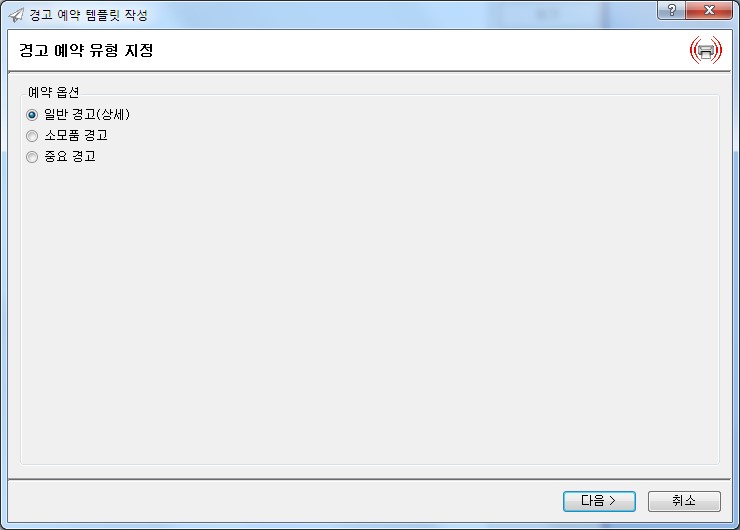 경고 예약 템플릿 작성
경고 예약 유형 지정
예약 옵션
일반 경고(상세)
소모품 경고
중요 경고
다음 >
취소